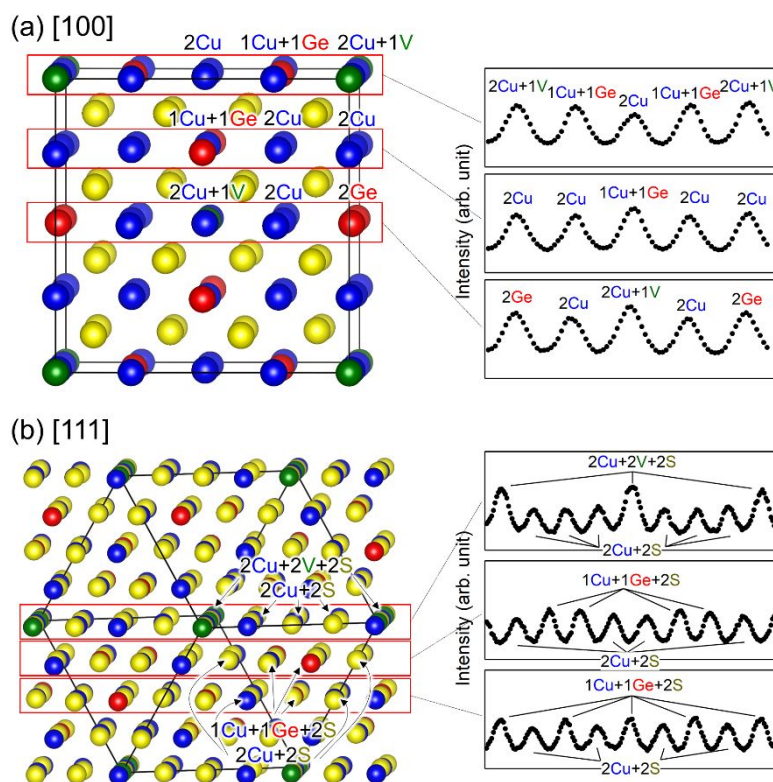 (a) [100]
2Cu 1Cu+1Ge 2Cu+1V
1Cu+1Ge 2Cu 2Cu
2Cu+1V 2Cu 2Ge
Intensity (arb. unit)
2Cu+1V 1Cu+1Ge 2Cu 1Cu+1Ge 2Cu+1V
2Cu 2Cu 1Cu+1Ge 2Cu 2Cu
2Ge 2Cu 2Cu+1V 2Cu 2Ge
(b) [111]
2Cu+2V+2S
2Cu+2S
1Cu+1Ge+2S
2Cu+2S
Intensity (arb. unit)
2Cu+2V+2S
2Cu+2S
1Cu+1Ge+2S
2Cu+2S
1Cu+1Ge+2S
2Cu+2S